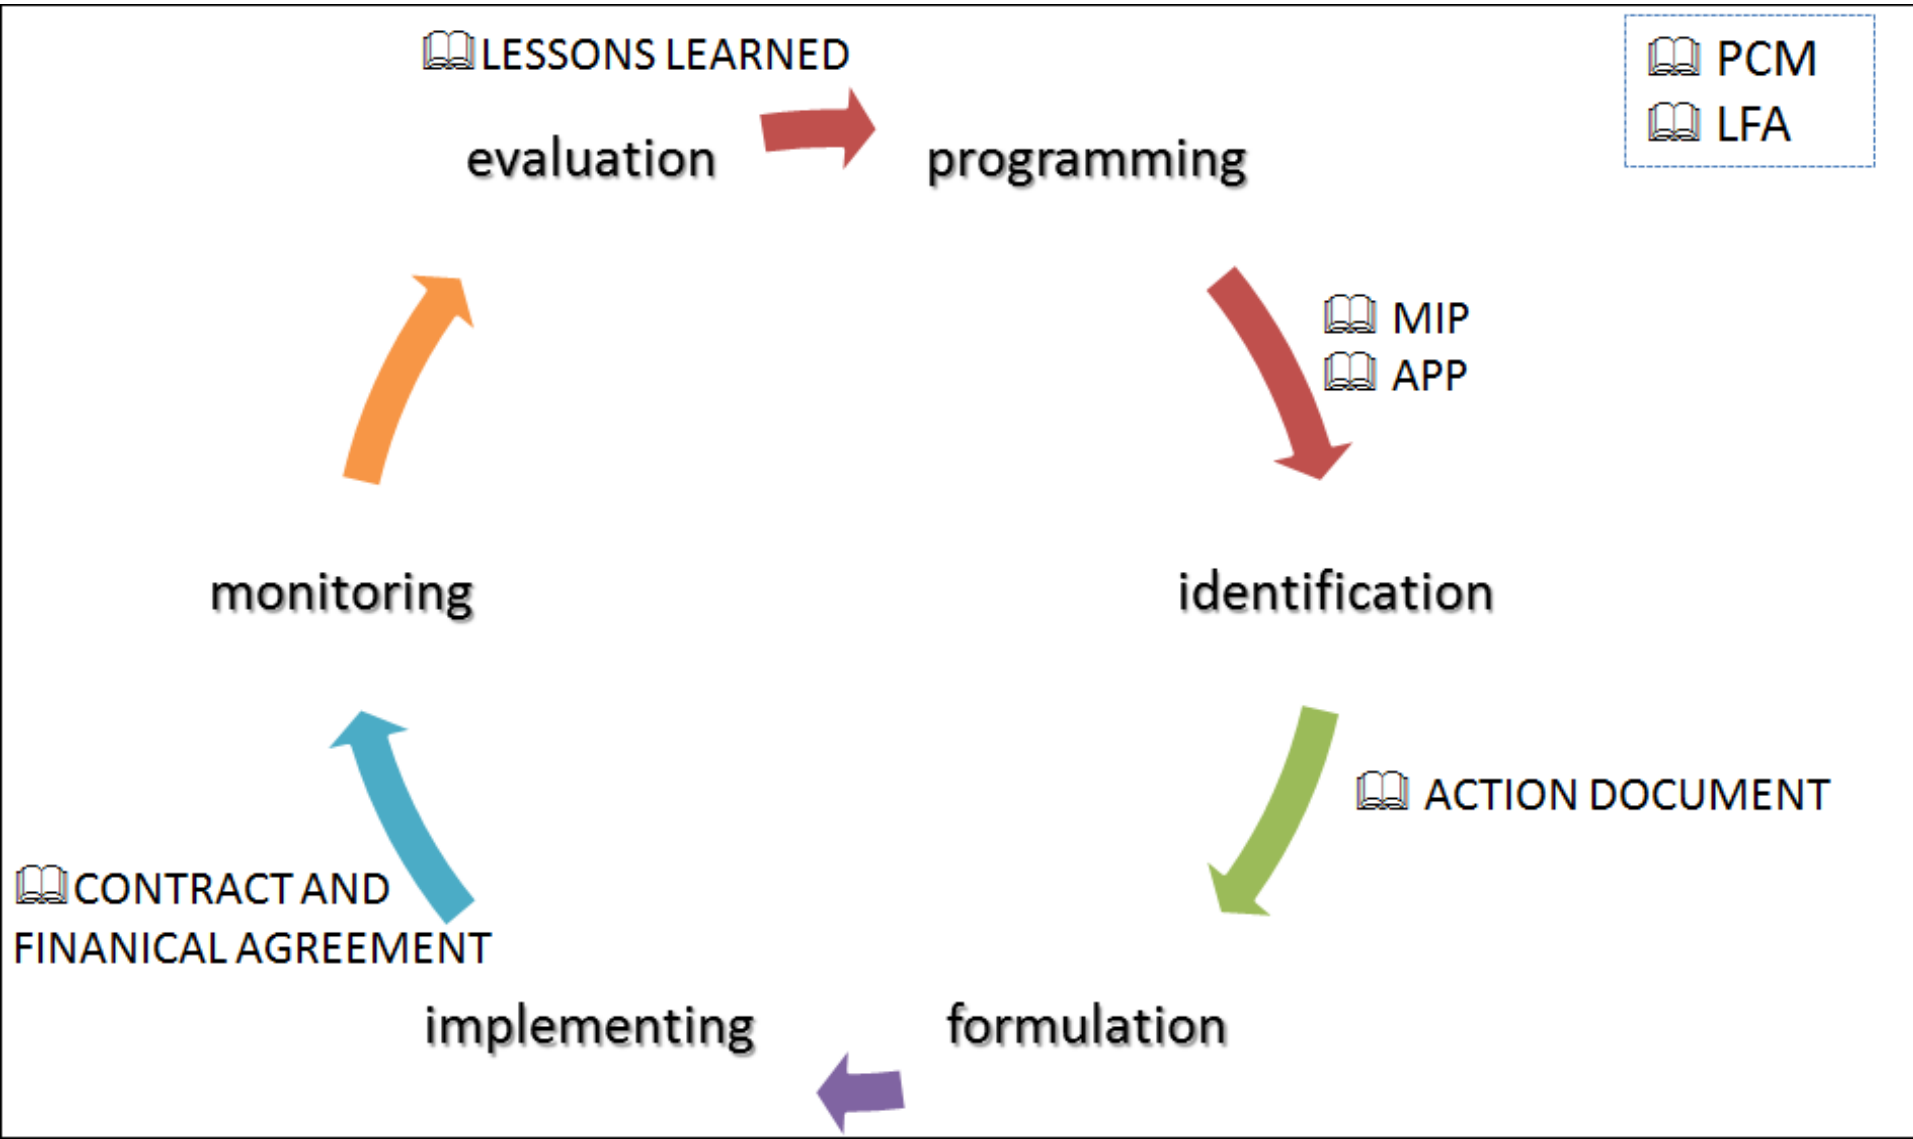 LESSONS LEARNED
PCM
LFA
evaluation
programming
MIP
APP
monitoring
identification
ACTION DOCUMENT
CONTRACT AND
FINANICAL AGREEMENT
implementing
formulation